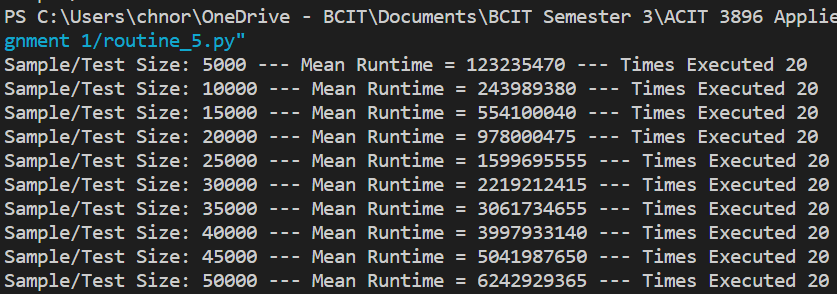 PS C:\Users\chnor\OneDrive - BCIT\Documents\BCIT Semester 3\ACIT 3896 Applie
gnment 1/routine_5.py"
Sample/Test Size: 5000 --- Mean Runtime = 123235470 --- Times Executed 20
Sample/Test Size: 10000 --- Mean Runtime = 243989380 --- Times Executed 20
Sample/Test Size: 15000 --- Mean Runtime = 554100040 --- Times Executed 20
Sample/Test Size: 20000 --- Mean Runtime = 978000475 --- Times Executed 20
Sample/Test Size: 25000 --- Mean Runtime = 1599695555 --- Times Executed 20
Sample/Test Size: 30000 --- Mean Runtime = 2219212415 --- Times Executed 20
Sample/Test Size: 35000 --- Mean Runtime = 3061734655 --- Times Executed 20
Sample/Test Size: 40000 --- Mean Runtime = 3997933140 --- Times Executed 20
Sample/Test Size: 45000 --- Mean Runtime = 5041987650 --- Times Executed 20
Sample/Test Size: 50000 --- Mean Runtime = 6242929365 --- Times Executed 20